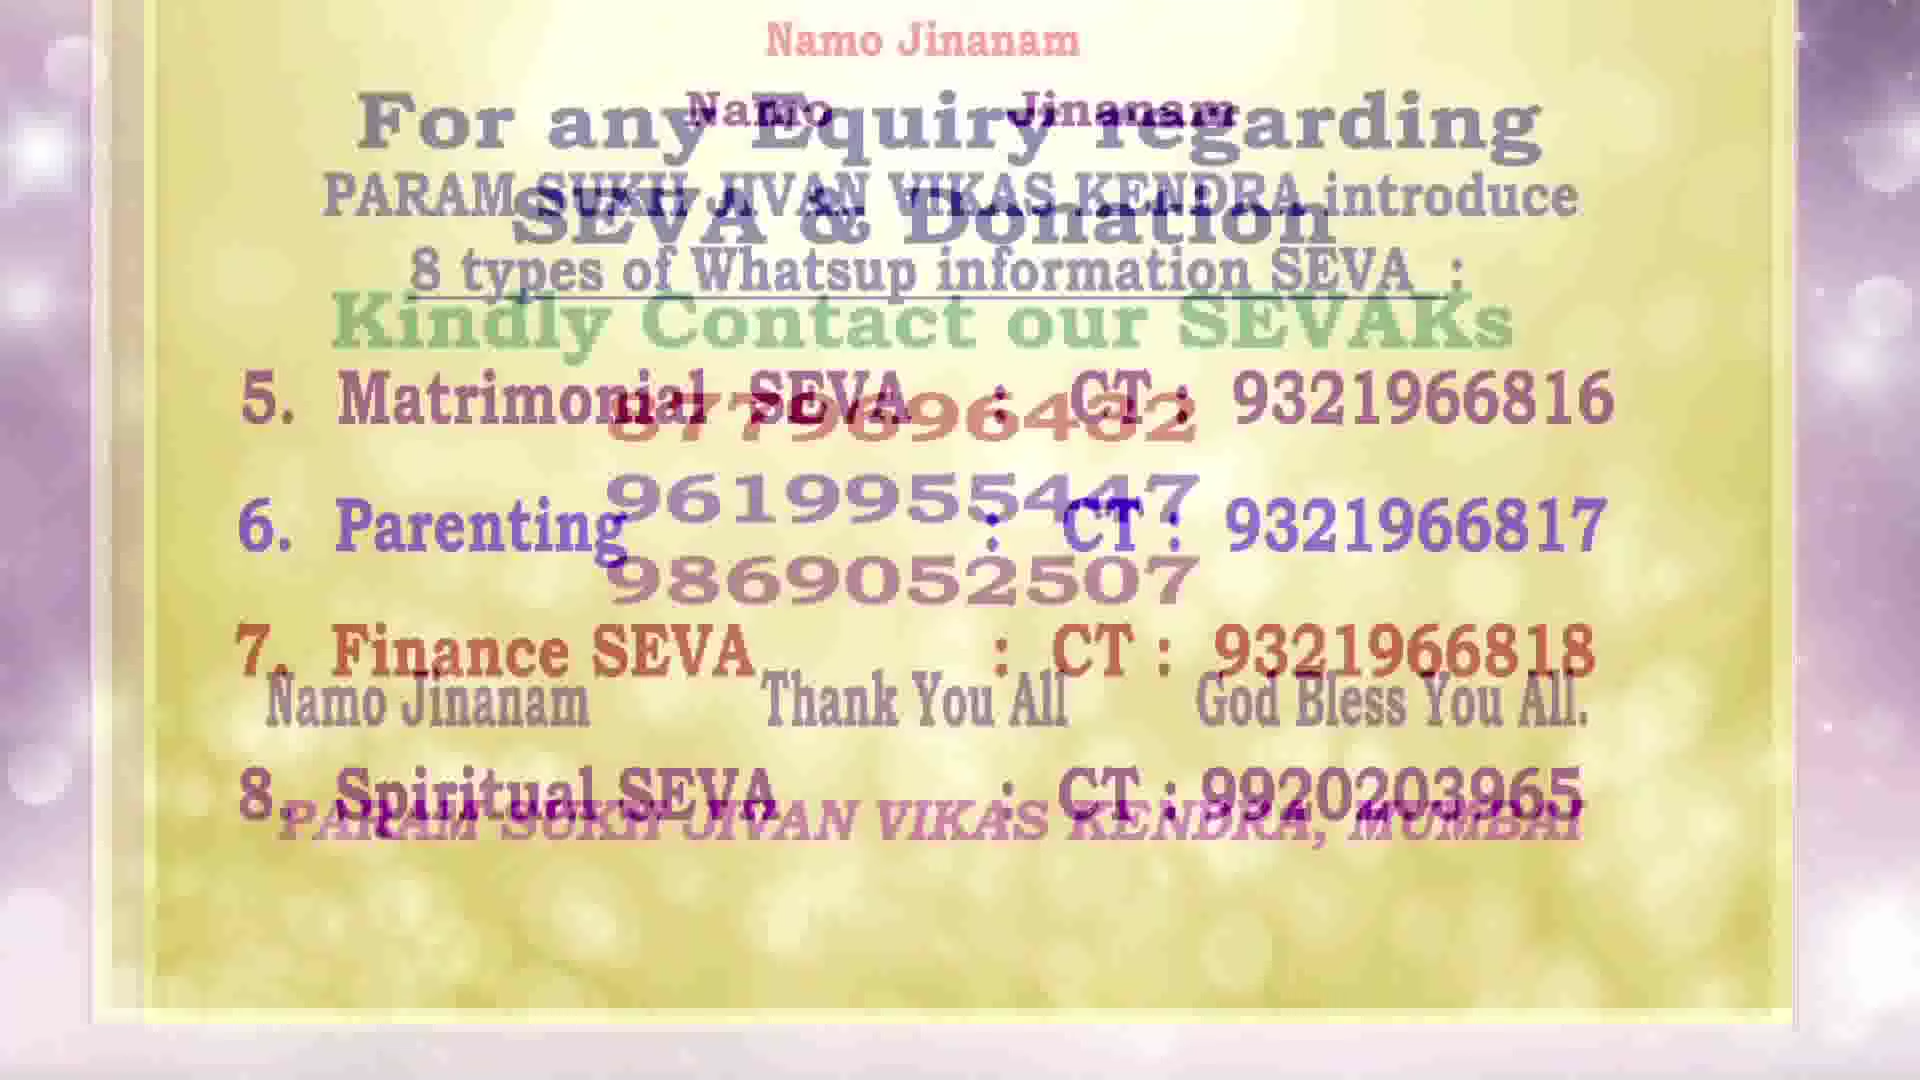 Namo Jinanam
Namo Jinanam
For any Equiry regarding
PARAM SUKH JIVAN VIKAS KENDRA introduce
SEVA & Donation
8 types of Whatsup information SEVA :
Kindly Contact our SEVAKs
5. Matrimonial SEVA : CT : 9321966816
8779696432
9619955447
6. Parenting : CT : 9321966817
9869052507
7. Finance SEVA : CT : 9321966818
Namo Jinanam Thank You All God Bless You All.
8. Spiritual SEVA : CT : 9920203965
PARAM SUKH JIVAN VIKAS KENDRA, MUMBAI